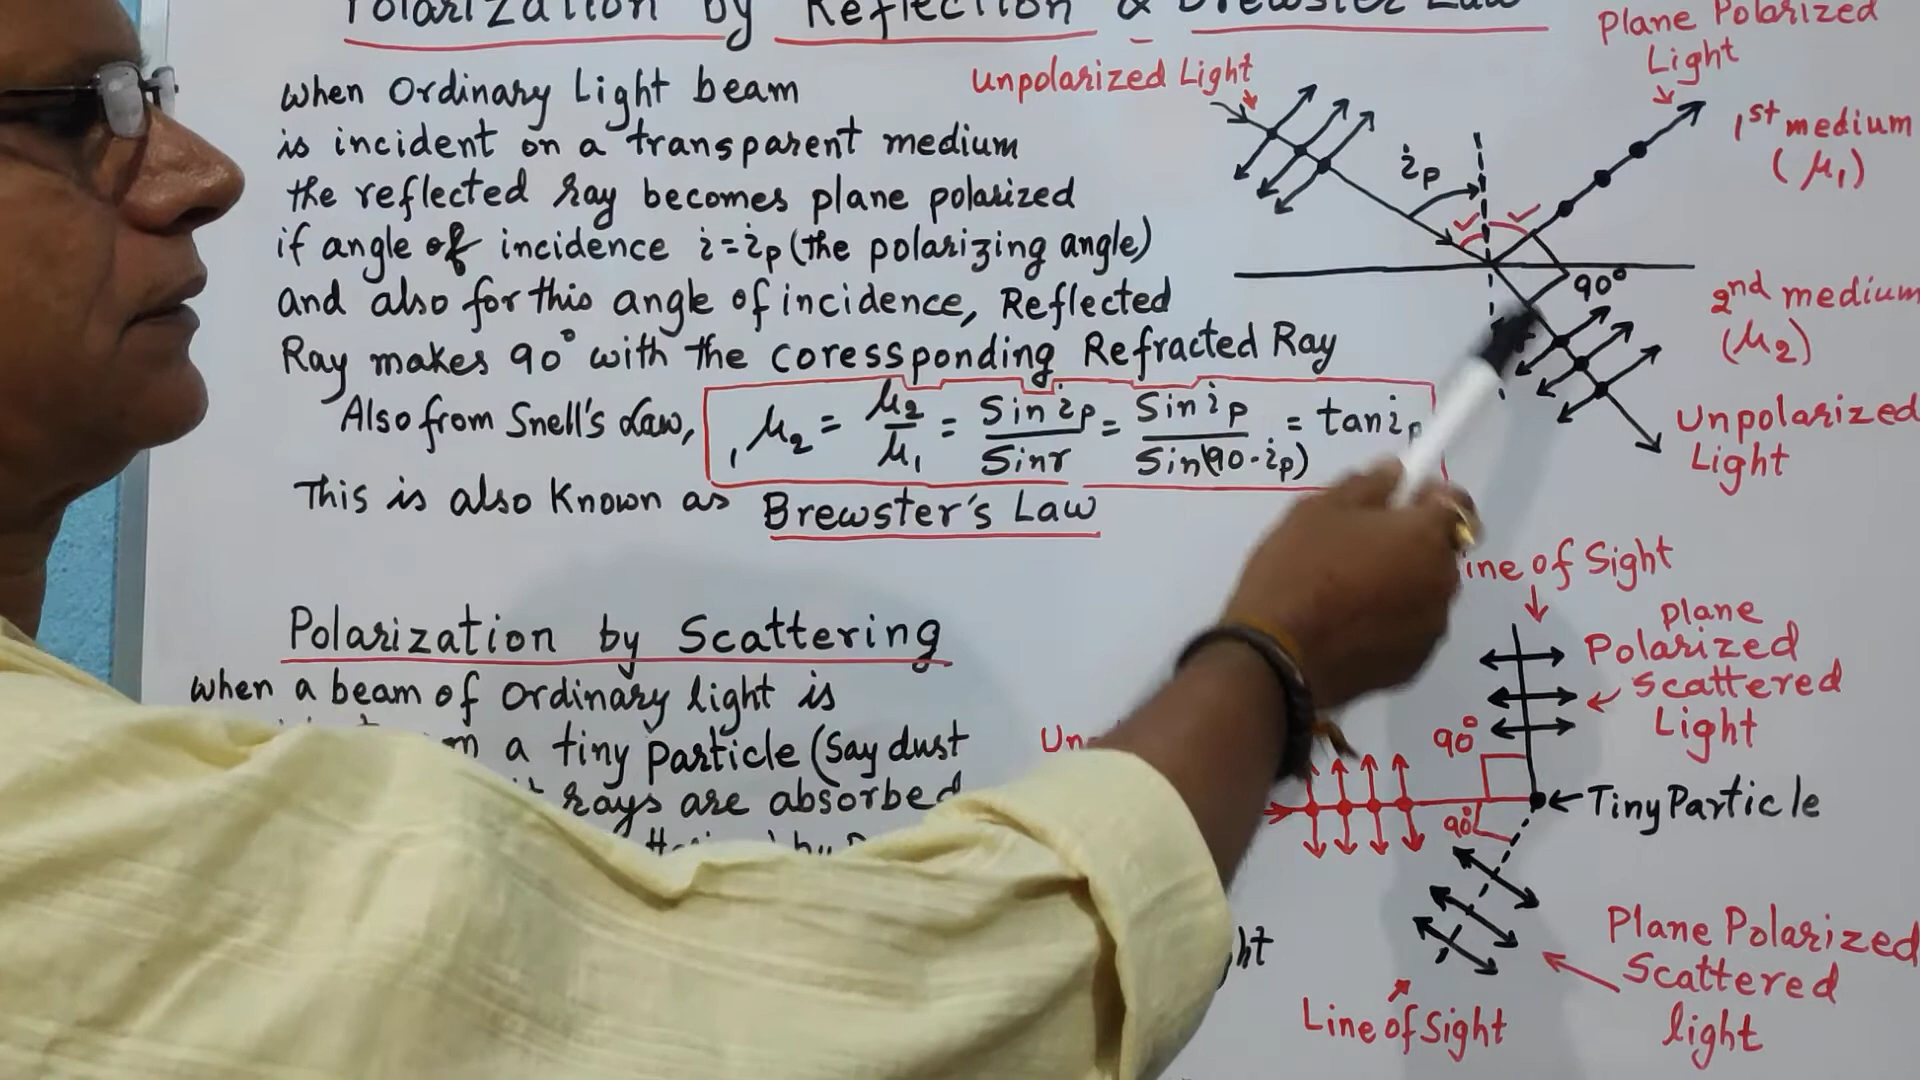 Polarization by Reflection & Brewster Law
when Ordinary Light beam
is incident on a transparent medium
the reflected ray becomes plane polarized
if angle of incidence i=ip (the polarizing angle)
and also for this angle of incidence, Reflected
Ray makes 90° with the coressponding Refracted Ray
Also from Snell's Law, ₁μ₂ = μ₂/μ₁ = Sin ip/Sin r = Sin ip/Sin(90-ip) = tan ip
This is also known as Brewster's Law
Unpolarized Light
Plane Polarized
Light
1st medium
(μ₁)
ip
90°
2nd medium
(μ₂)
Unpolarized
Light
Polarization by Scattering
when a beam of ordinary light is
a tiny particle (Say dust
rays are absorbed
ine of Sight
Plane
Polarized
Scattered
Light
90°
90°
Tiny Particle
Plane Polarized
Scattered
light
Line of Sight
ht